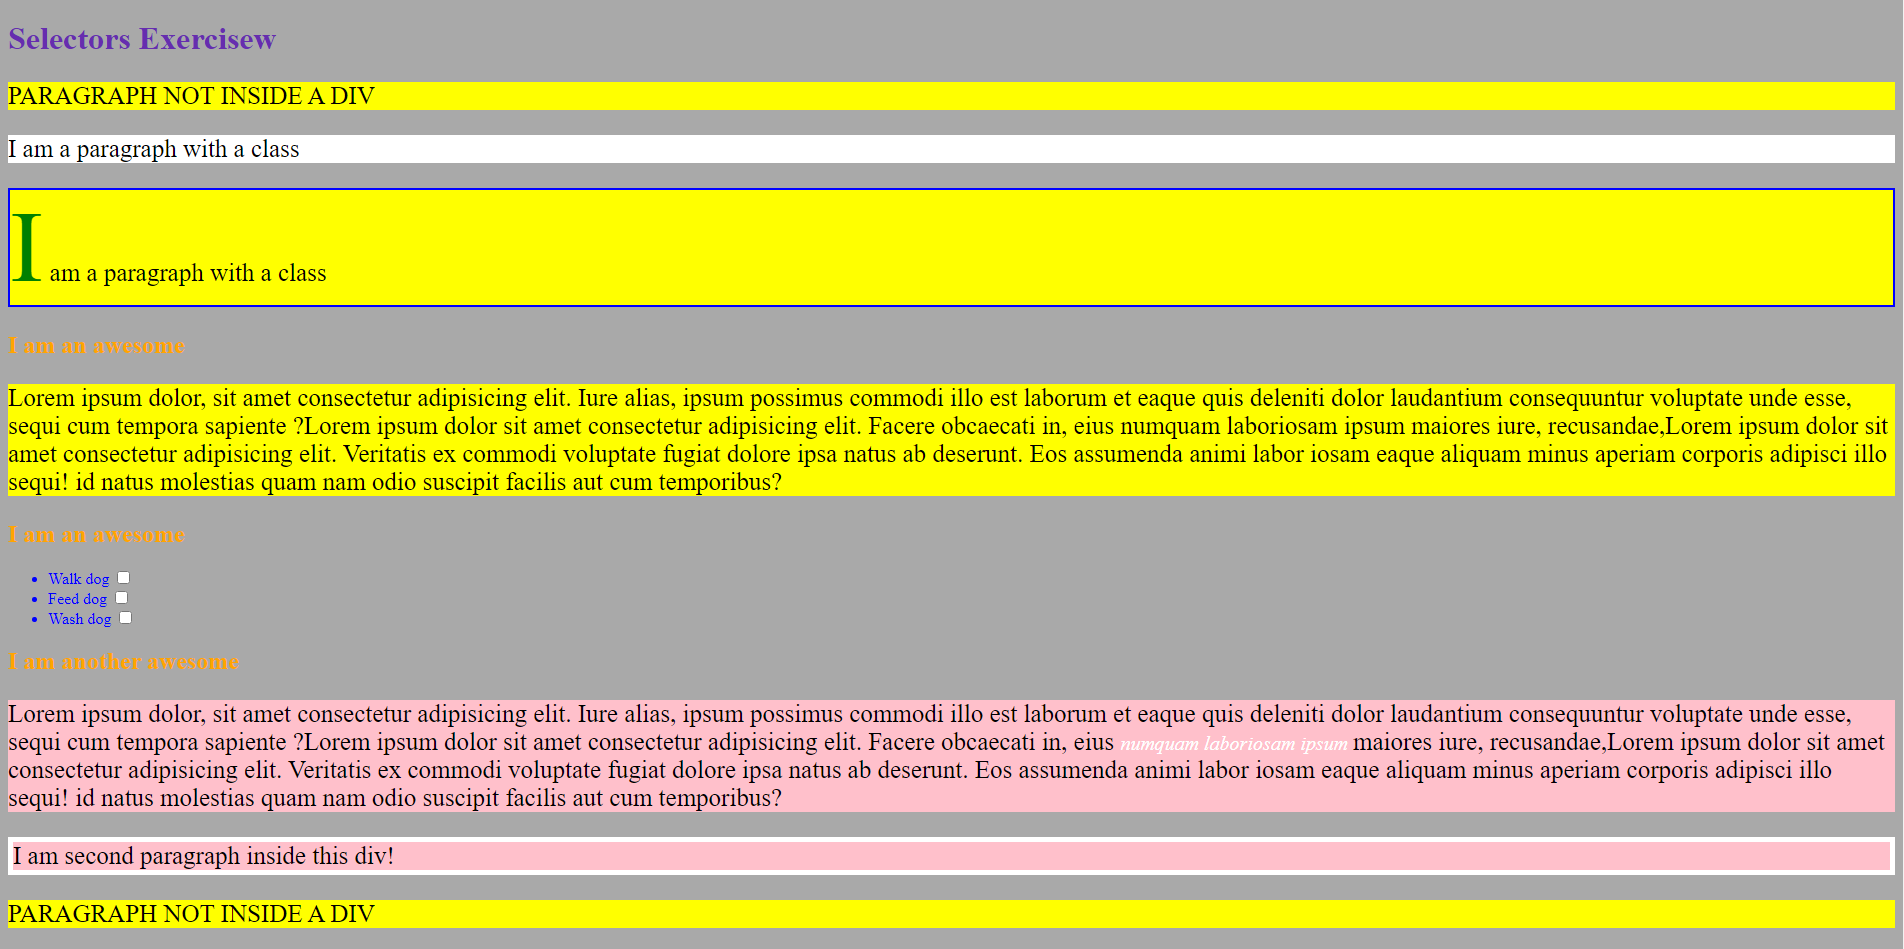 Selectors Exercisew
PARAGRAPH NOT INSIDE A DIV
I am a paragraph with a class
I am a paragraph with a class
I am an awesome
Lorem ipsum dolor, sit amet consectetur adipisicing elit. Iure alias, ipsum possimus commodi illo est laborum et eaque quis deleniti dolor laudantium consequuntur voluptate unde esse,
sequi cum tempora sapiente ?Lorem ipsum dolor sit amet consectetur adipisicing elit. Facere obcaecati in, eius numquam laboriosam ipsum maiores iure, recusandae,Lorem ipsum dolor sit
amet consectetur adipisicing elit. Veritatis ex commodi voluptate fugiat dolore ipsa natus ab deserunt. Eos assumenda animi labor iosam eaque aliquam minus aperiam corporis adipisci illo
sequi! id natus molestias quam nam odio suscipit facilis aut cum temporibus?
I am an awesome
Walk dog
Feed dog
Wash dog
I am another awesome
Lorem ipsum dolor, sit amet consectetur adipisicing elit. Iure alias, ipsum possimus commodi illo est laborum et eaque quis deleniti dolor laudantium consequuntur voluptate unde esse,
sequi cum tempora sapiente ?Lorem ipsum dolor sit amet consectetur adipisicing elit. Facere obcaecati in, eius numquam laboriosam ipsum maiores iure, recusandae,Lorem ipsum dolor sit amet
consectetur adipisicing elit. Veritatis ex commodi voluptate fugiat dolore ipsa natus ab deserunt. Eos assumenda animi labor iosam eaque aliquam minus aperiam corporis adipisci illo
sequi! id natus molestias quam nam odio suscipit facilis aut cum temporibus?
I am second paragraph inside this div!
PARAGRAPH NOT INSIDE A DIV